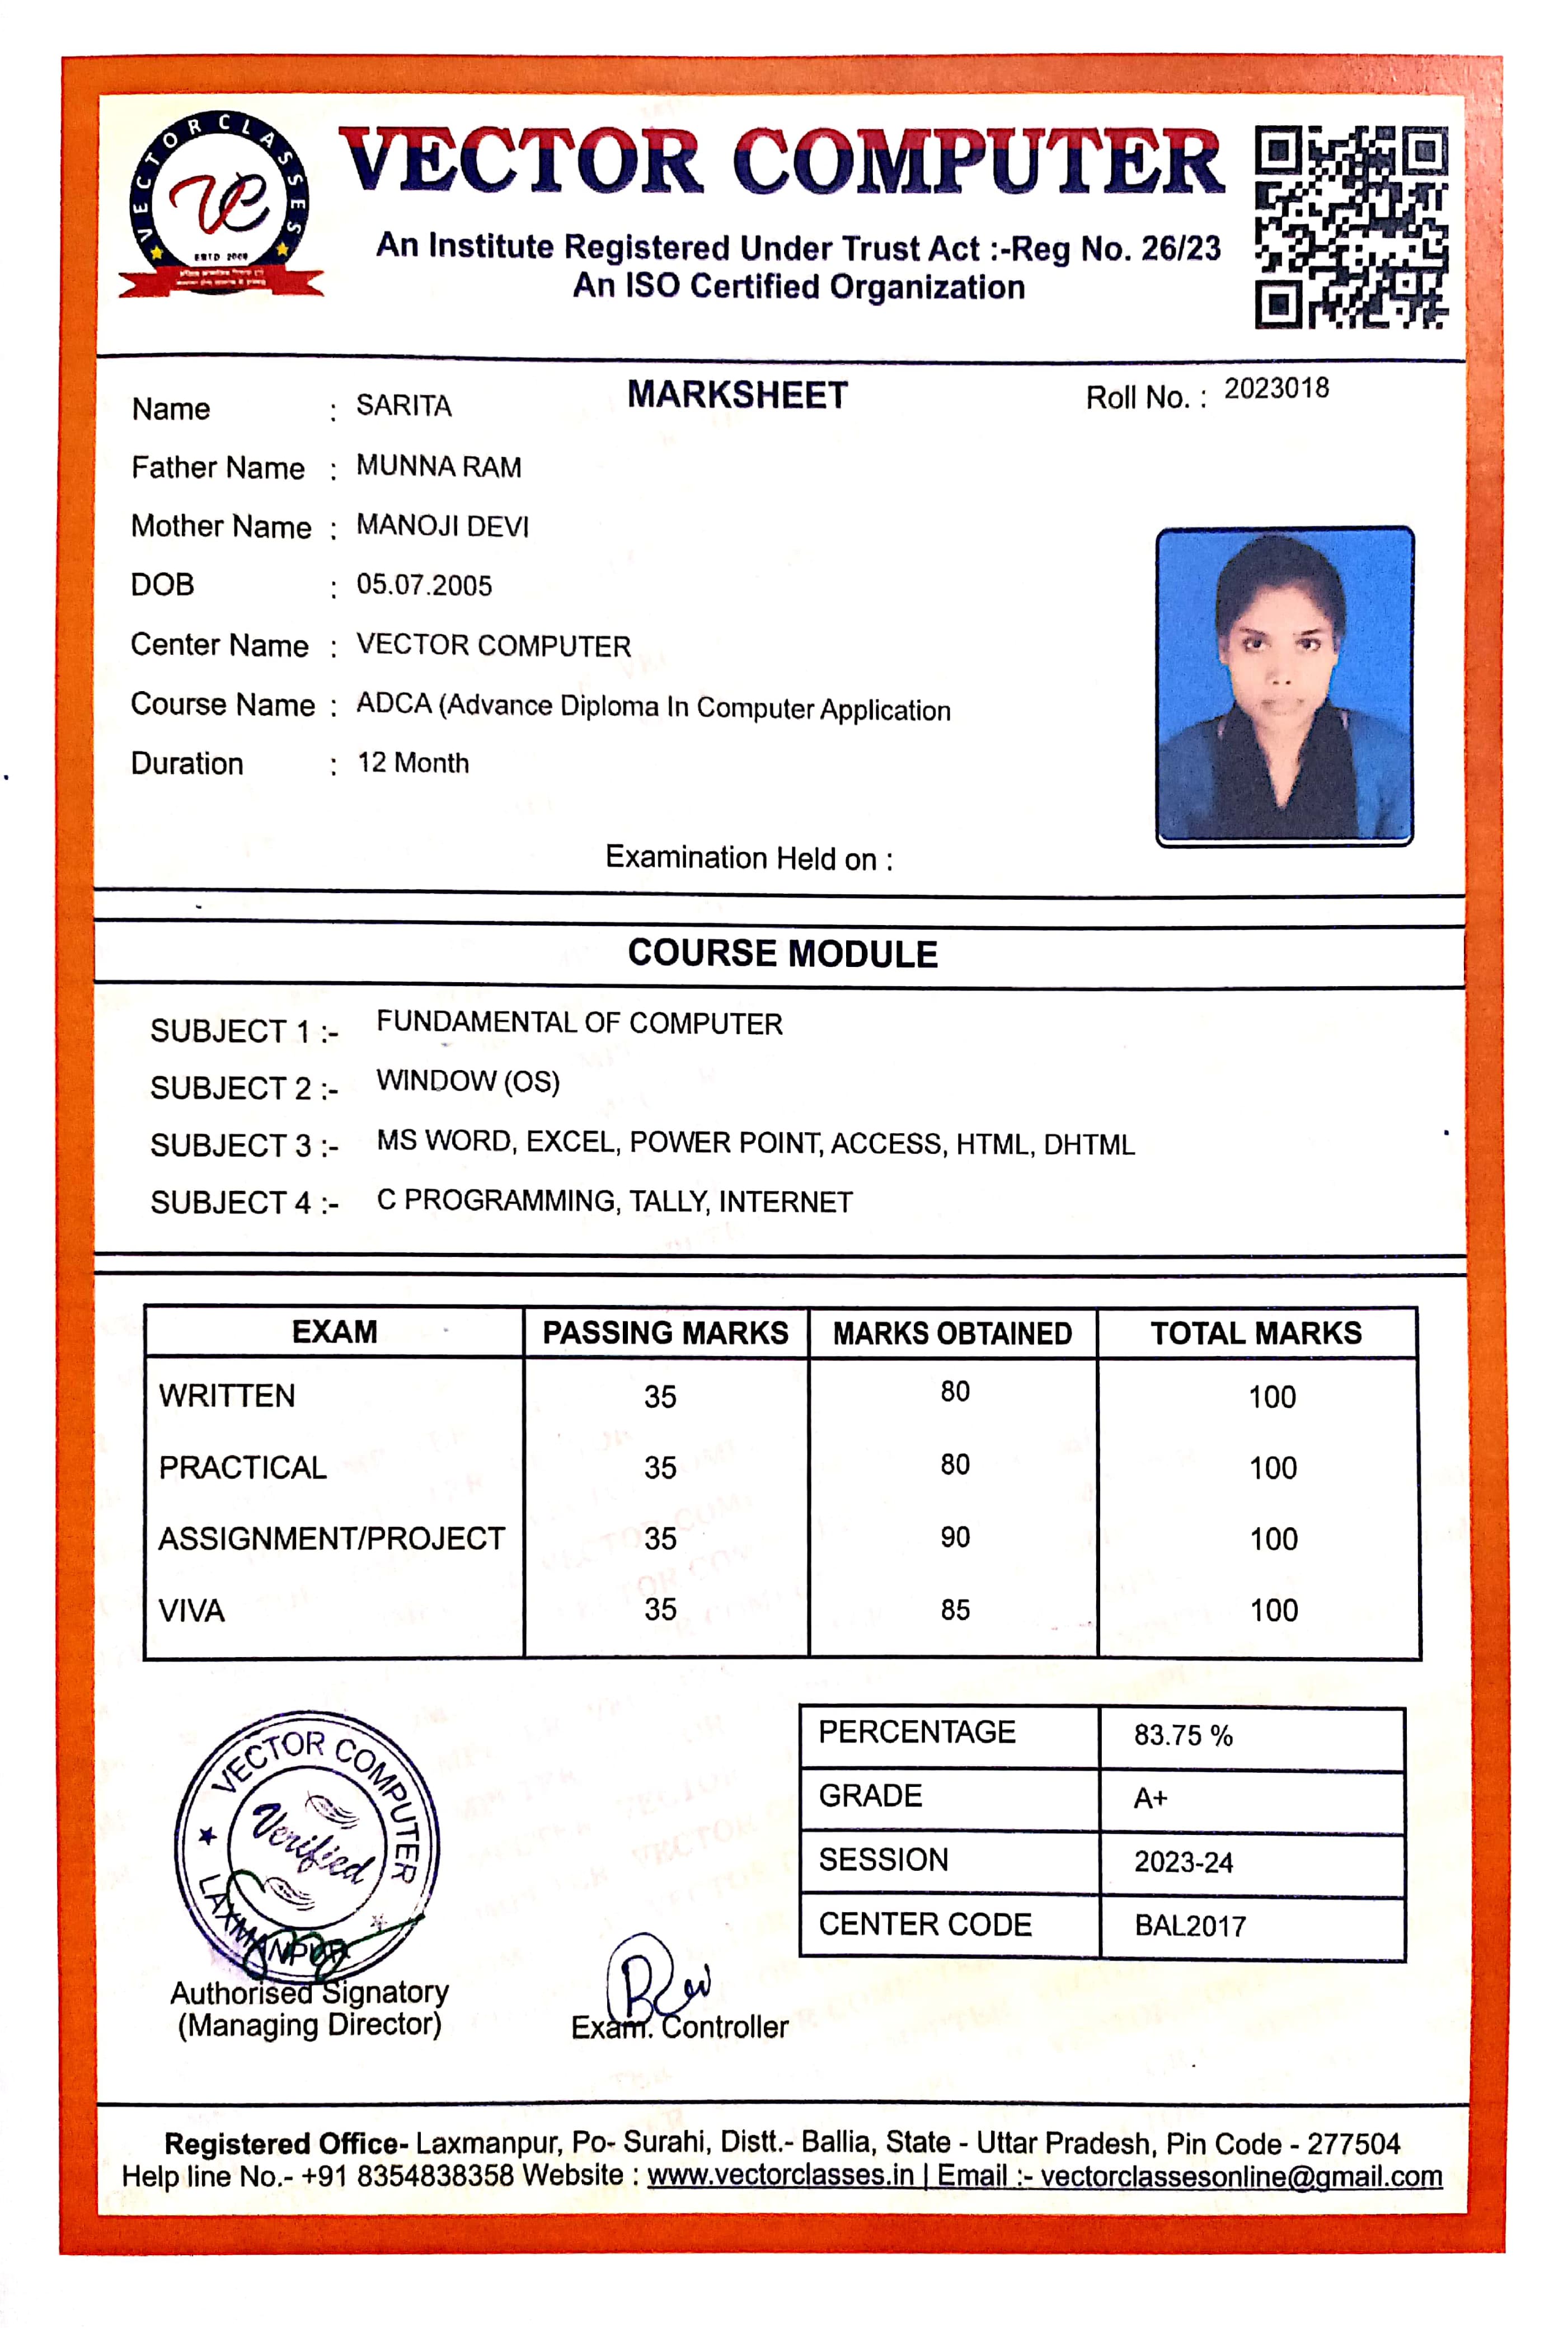 VECTOR CLASSES
ESTD 2009
VECTOR COMPUTER
An Institute Registered Under Trust Act :-Reg No. 26/23
An ISO Certified Organization
MARKSHEET
Roll No. : 2023018
Name : SARITA
Father Name : MUNNA RAM
Mother Name : MANOJI DEVI
DOB : 05.07.2005
Center Name : VECTOR COMPUTER
Course Name : ADCA (Advance Diploma In Computer Application
Duration : 12 Month
Examination Held on :
COURSE MODULE
SUBJECT 1 :- FUNDAMENTAL OF COMPUTER
SUBJECT 2 :- WINDOW (OS)
SUBJECT 3 :- MS WORD, EXCEL, POWER POINT, ACCESS, HTML, DHTML
SUBJECT 4 :- C PROGRAMMING, TALLY, INTERNET
EXAM PASSING MARKS MARKS OBTAINED TOTAL MARKS
WRITTEN 35 80 100
PRACTICAL 35 80 100
ASSIGNMENT/PROJECT 35 90 100
VIVA 35 85 100
PERCENTAGE 83.75 %
GRADE A+
SESSION 2023-24
CENTER CODE BAL2017
VECTOR COMPUTER
Verified
LAXMANPUR
Authorised Signatory
(Managing Director)
Exam. Controller
Registered Office- Laxmanpur, Po- Surahi, Distt.- Ballia, State - Uttar Pradesh, Pin Code - 277504
Help line No.- +91 8354838358 Website : www.vectorclasses.in | Email :- vectorclassesonline@gmail.com